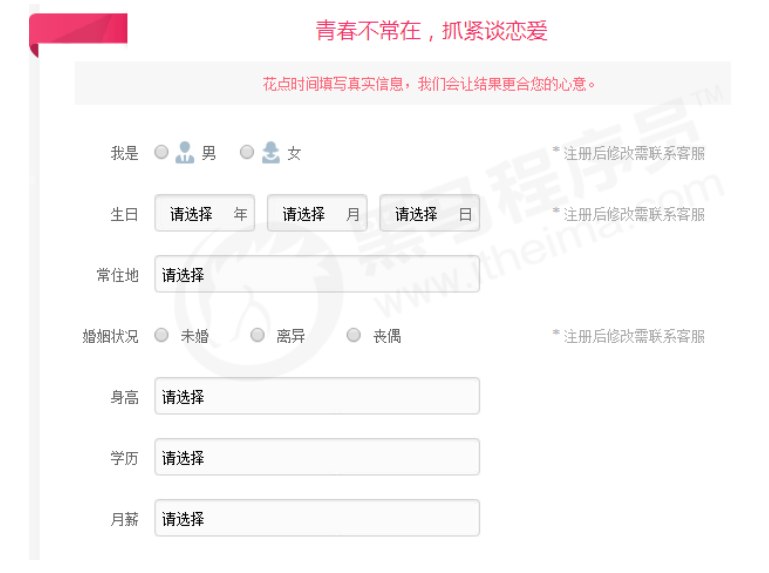 青春不常在，抓紧谈恋爱
花点时间填写真实信息，我们会让结果更合您的心意。
我是 男 女 *注册后修改需联系客服
生日 请选择 年 请选择 月 请选择 日 *注册后修改需联系客服
常住地 请选择
婚姻状况 未婚 离异 丧偶 *注册后修改需联系客服
身高 请选择
学历 请选择
月薪 请选择
黑马程序员™
www.itheima.com